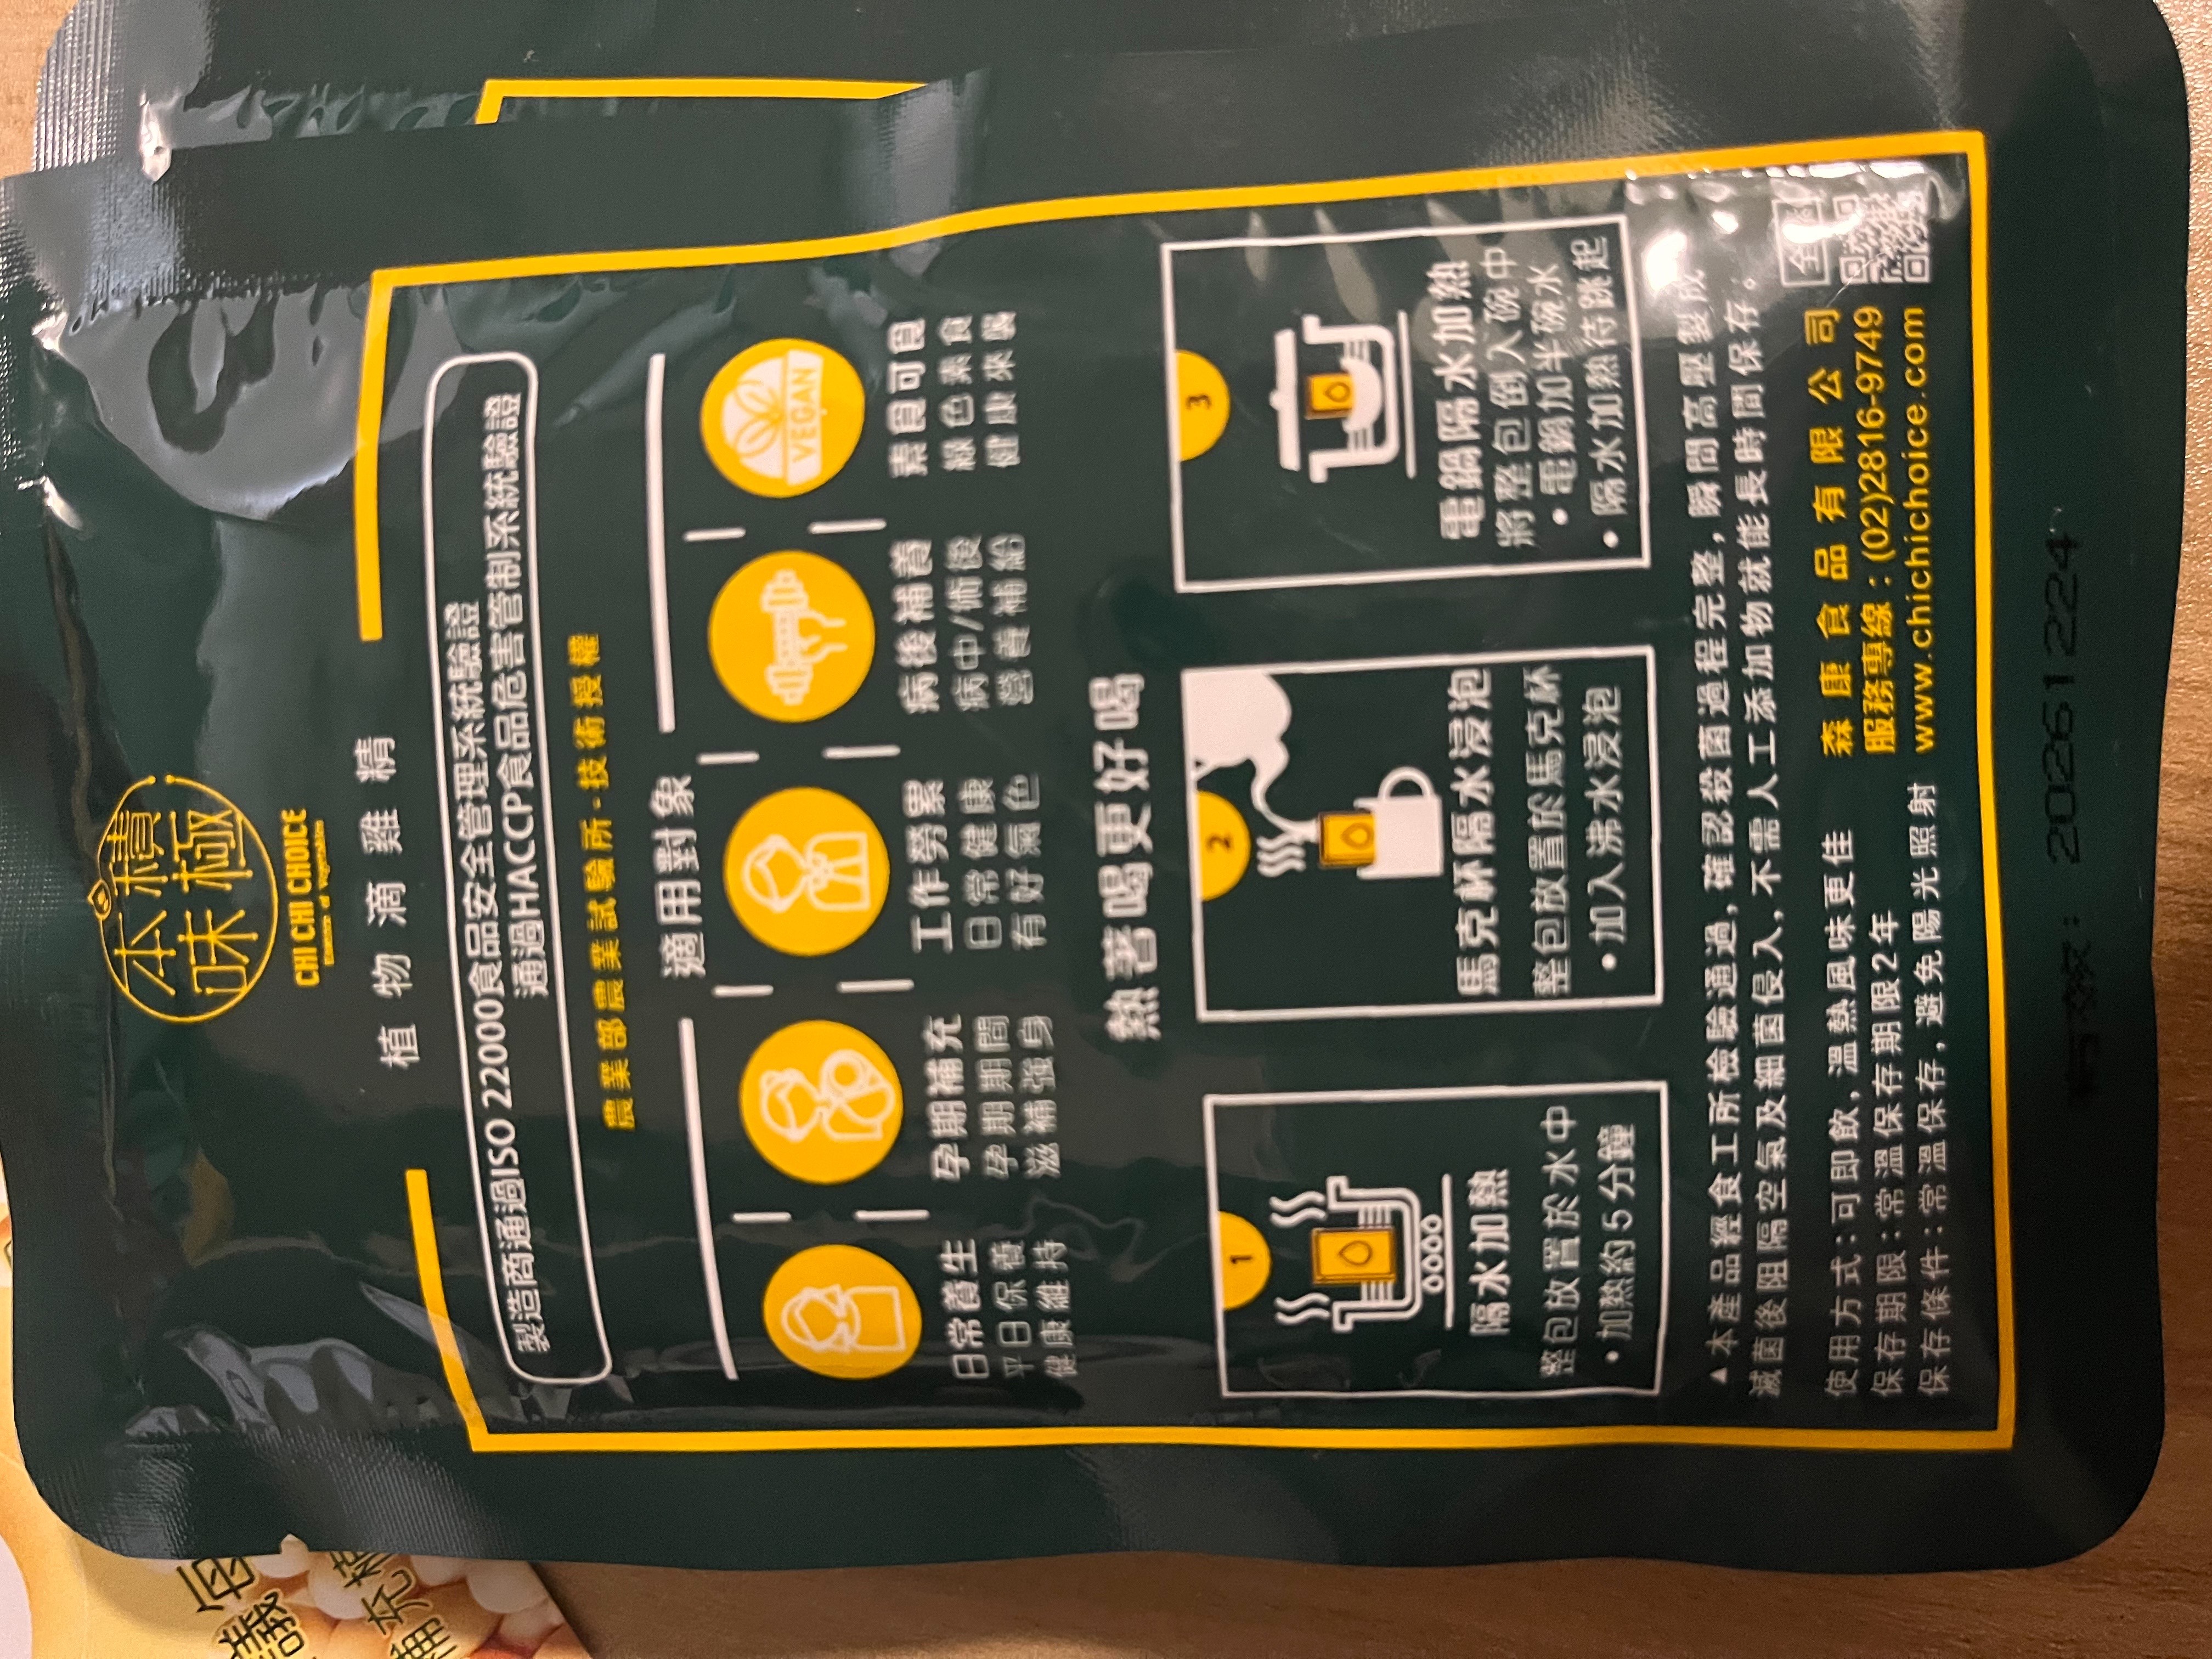 本積
味極
CHI CHI CHOICE
Essence of Vegetables
植物滴雞精
製造商通過ISO 22000食品安全管理系統驗證
通過HACCP食品危害管制系統驗證
農業部農業試驗所·技術授權
適用對象
日常養生
平日保養
健康維持
孕期補充
孕期期間
滋補強身
工作勞累
日常健康
有好氣色
病後補養
病中/術後
營養補給
VEGAN
素食可食
綠色素食
健康來源
熱著喝更好喝
1
隔水加熱
整包放置於水中
•加熱約5分鐘
2
馬克杯隔水浸泡
整包放置於馬克杯
•加入沸水浸泡
3
電鍋隔水加熱
將整包倒入碗中
•電鍋加半碗水
•隔水加熱待跳起
▲本產品經食工所檢驗通過,確認殺菌過程完整,瞬間高壓製成
滅菌後阻隔空氣及細菌侵入,不需人工添加物就能長時間保存。
使用方式:可即飲,溫熱風味更佳
保存期限:常溫保存期限2年
保存條件:常溫保存,避免陽光照射
森康食品有限公司
服務專線:(02)2816-9749
www.chichichoice.com
全
有效: 20261224
補充